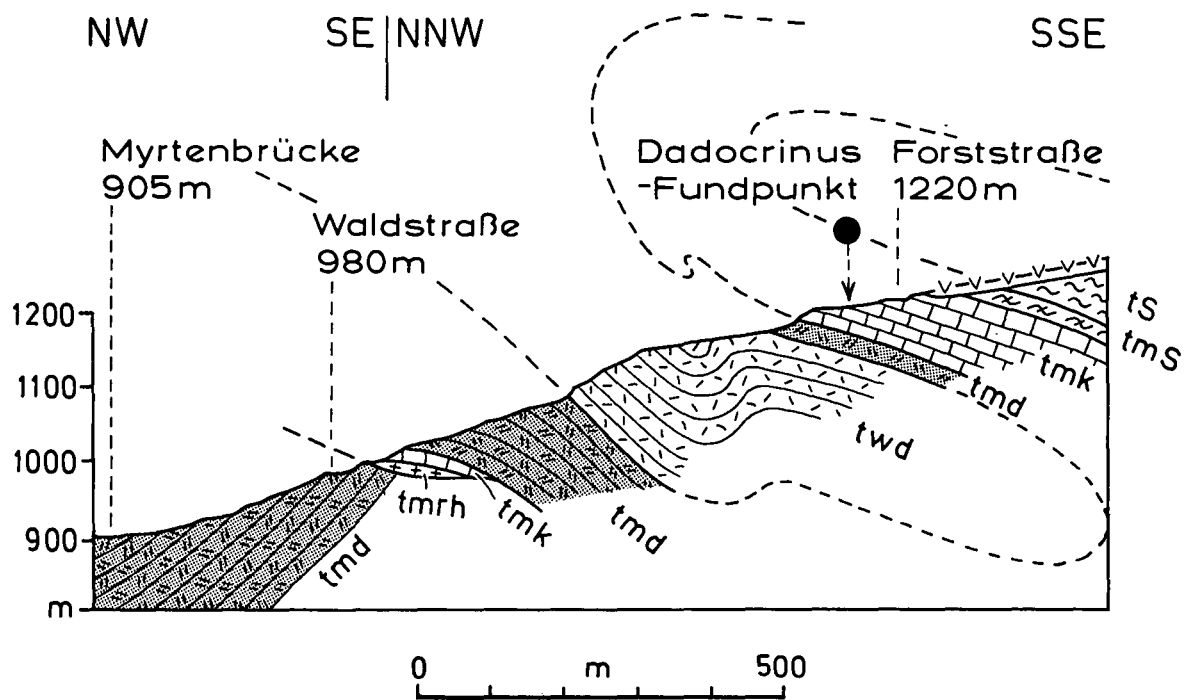 NW SE NNW SSE
Myrtenbrücke
905m
Waldstraße
980m
Dadocrinus
-Fundpunkt
Forststraße
1220m
1200
1100
1000
900
m
tS
tmS
tmk
tmd
twd
tmrh
tmk
tmd
tmd
0 m 500